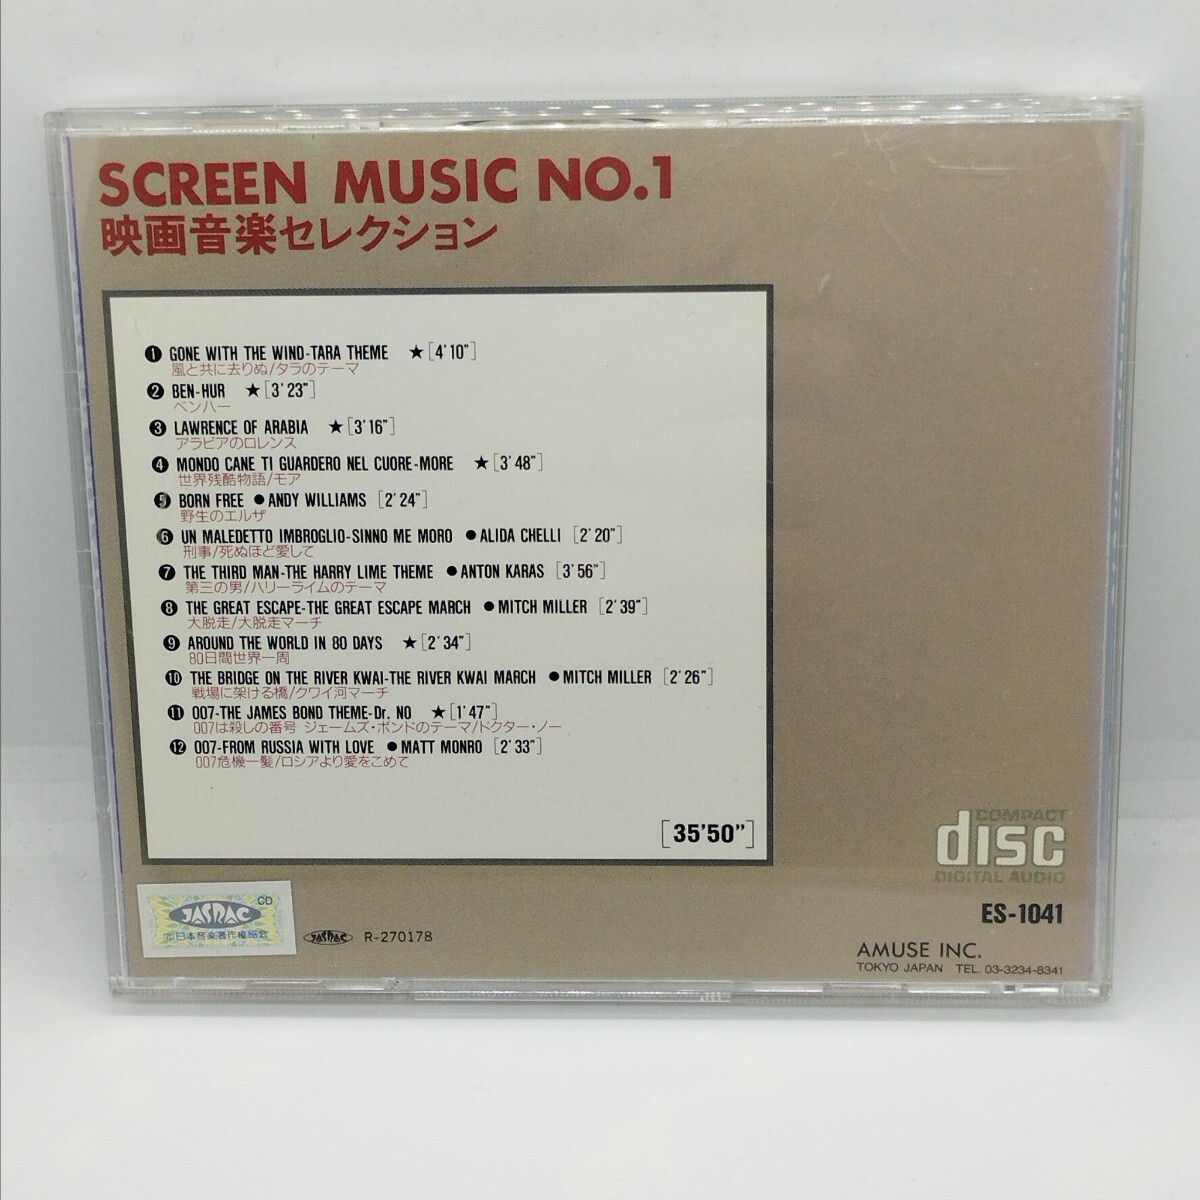 SCREEN MUSIC NO.1
映画音楽セレクション
❶ GONE WITH THE WIND-TARA THEME ★[4'10"]
風と共に去りぬ/タラのテーマ
❷ BEN-HUR ★[3'23"]
ベンハー
❸ LAWRENCE OF ARABIA ★[3'16"]
アラビアのロレンス
❹ MONDO CANE TI GUARDERO NEL CUORE-MORE ★[3'48"]
世界残酷物語/モア
❺ BORN FREE ●ANDY WILLIAMS [2'24"]
野生のエルザ
❻ UN MALEDETTO IMBROGLIO-SINNO ME MORO ●ALIDA CHELLI [2'20"]
刑事/死ぬほど愛して
❼ THE THIRD MAN-THE HARRY LIME THEME ●ANTON KARAS [3'56"]
第三の男/ハリーライムのテーマ
❽ THE GREAT ESCAPE-THE GREAT ESCAPE MARCH ●MITCH MILLER [2'39"]
大脱走/大脱走マーチ
❾ AROUND THE WORLD IN 80 DAYS ★[2'34"]
80日間世界一周
❿ THE BRIDGE ON THE RIVER KWAI-THE RIVER KWAI MARCH ●MITCH MILLER [2'26"]
戦場に架ける橋/クワイ河マーチ
⓫ 007-THE JAMES BOND THEME-Dr. NO ★[1'47"]
007は殺しの番号 ジェームズ・ボンドのテーマ/ドクター・ノー
⓬ 007-FROM RUSSIA WITH LOVE ●MATT MONRO [2'33"]
007危機一髪/ロシアより愛をこめて
[35'50"]
COMPACT
disc
DIGITAL AUDIO
ES-1041
CD
JASRAC
㈳日本音楽著作権協会
JASRAC R-270178
AMUSE INC.
TOKYO JAPAN TEL. 03-3234-8341